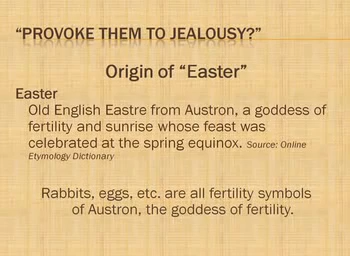 “PROVOKE THEM TO JEALOUSY?”
Origin of “Easter”
Easter
Old English Eastre from Austron, a goddess of
fertility and sunrise whose feast was
celebrated at the spring equinox. Source: Online
Etymology Dictionary
Rabbits, eggs, etc. are all fertility symbols
of Austron, the goddess of fertility.